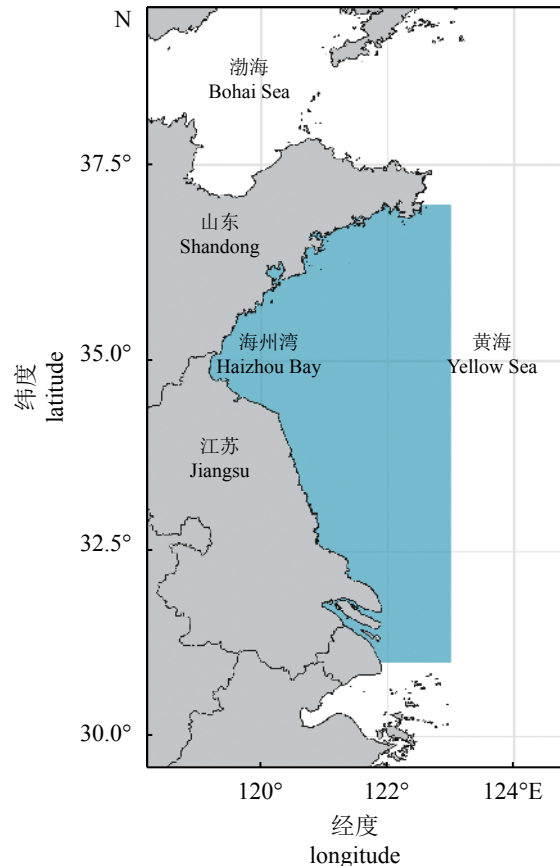 N
渤海
Bohai Sea
37.5°
山东
Shandong
海州湾
Haizhou Bay
黄海
Yellow Sea
35.0°
纬度
latitude
江苏
Jiangsu
32.5°
30.0°
120°
122°
124°E
经度
longitude